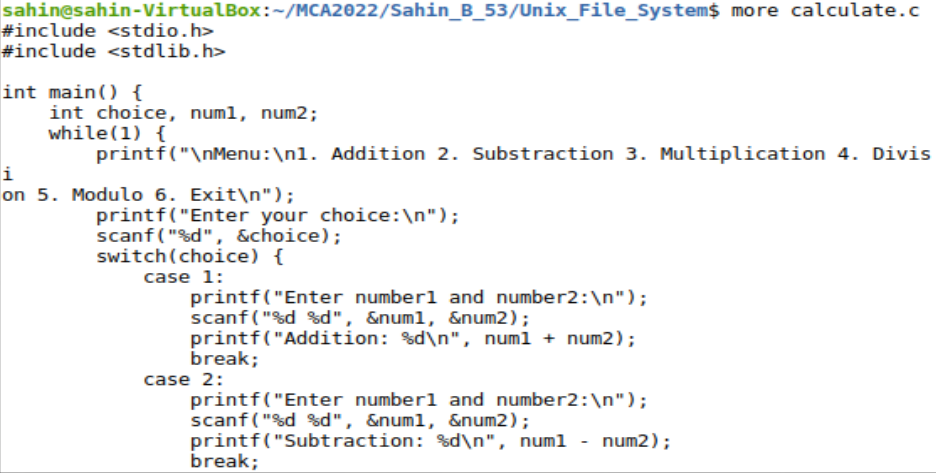 sahin@sahin-VirtualBox:~/MCA2022/Sahin_B_53/Unix_File_System$ more calculate.c
#include <stdio.h>
#include <stdlib.h>

int main() {
    int choice, num1, num2;
    while(1) {
        printf("\nMenu:\n1. Addition 2. Substraction 3. Multiplication 4. Divis
i
on 5. Modulo 6. Exit\n");
        printf("Enter your choice:\n");
        scanf("%d", &choice);
        switch(choice) {
            case 1:
                printf("Enter number1 and number2:\n");
                scanf("%d %d", &num1, &num2);
                printf("Addition: %d\n", num1 + num2);
                break;
            case 2:
                printf("Enter number1 and number2:\n");
                scanf("%d %d", &num1, &num2);
                printf("Subtraction: %d\n", num1 - num2);
                break;